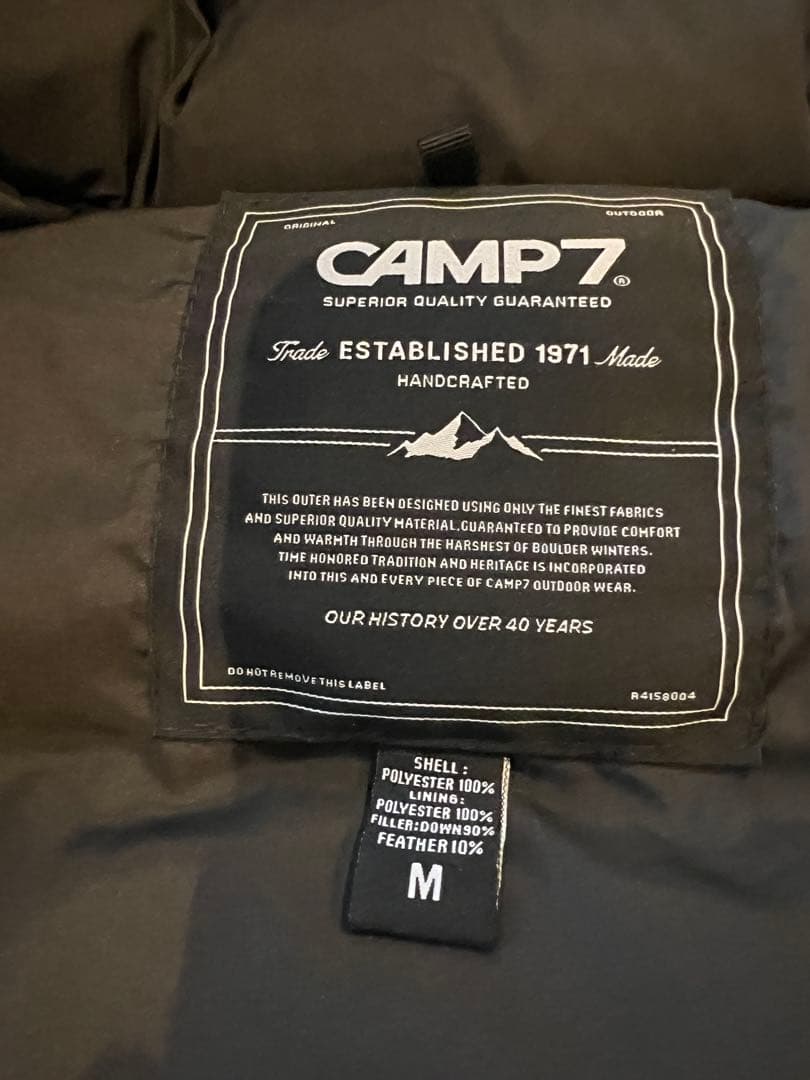 ORIGINAL
OUTDOOR
CAMP7®
SUPERIOR QUALITY GUARANTEED
Trade ESTABLISHED 1971 Made
HANDCRAFTED
THIS OUTER HAS BEEN DESIGNED USING ONLY THE FINEST FABRICS
AND SUPERIOR QUALITY MATERIAL.GUARANTEED TO PROVIDE COMFORT
AND WARMTH THROUGH THE HARSHEST OF BOULDER WINTERS.
TIME HONORED TRADITION AND HERITAGE IS INCORPORATED
INTO THIS AND EVERY PIECE OF CAMP7 OUTDOOR WEAR.
OUR HISTORY OVER 40 YEARS
DO NOT REMOVE THIS LABEL
R4158004
SHELL:
POLYESTER 100%
LINING:
POLYESTER 100%
FILLER:DOWN90%
FEATHER10%
M